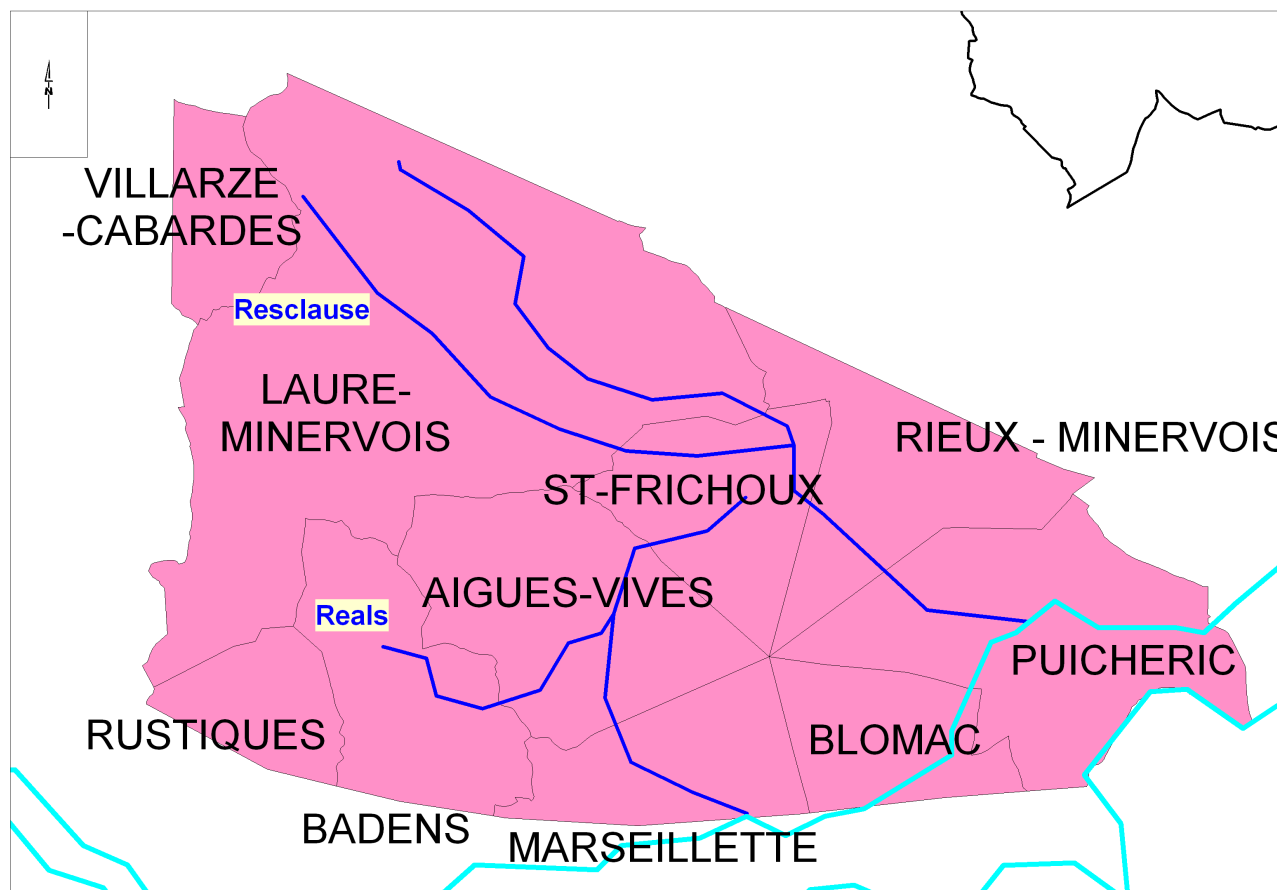 N
VILLARZE
-CABARDES
Resclause
LAURE-
MINERVOIS
RIEUX - MINERVOIS
ST-FRICHOUX
AIGUES-VIVES
Reals
PUICHERIC
RUSTIQUES
BLOMAC
BADENS
MARSEILLETTE